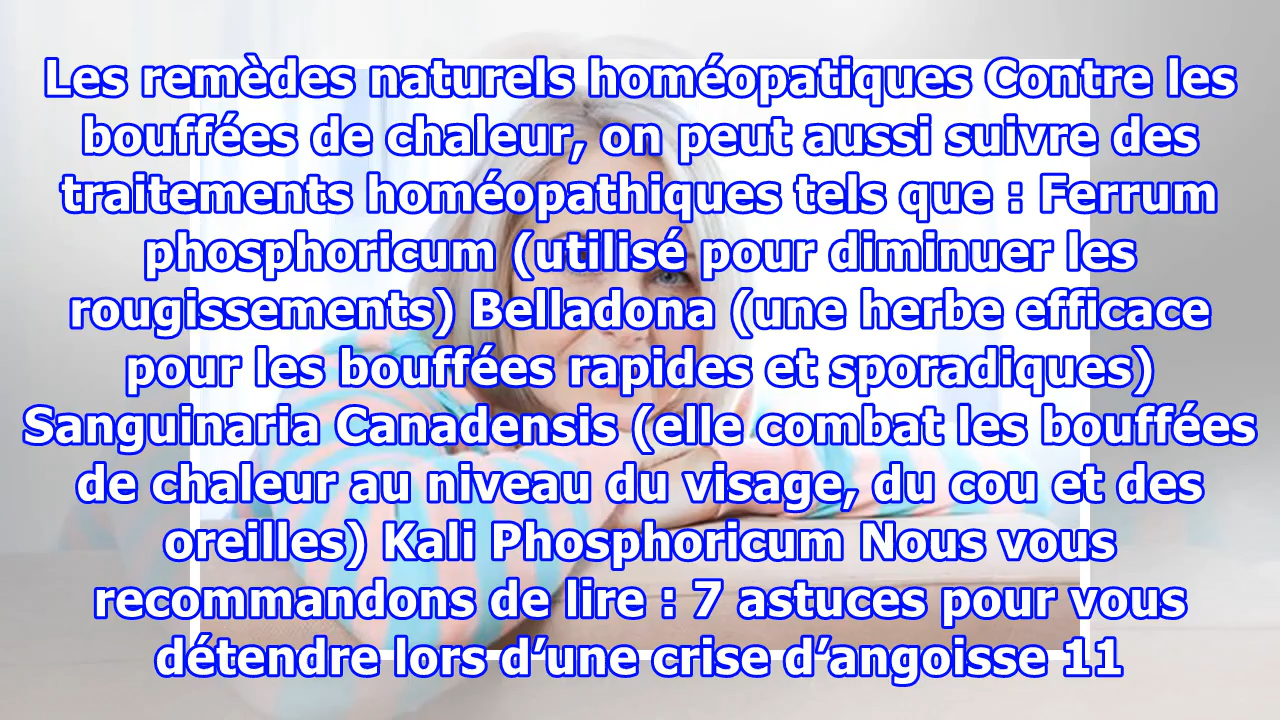 Les remèdes naturels homéopatiques Contre les
bouffées de chaleur, on peut aussi suivre des
traitements homéopathiques tels que : Ferrum
phosphoricum (utilisé pour diminuer les
rougissements) Belladona (une herbe efficace
pour les bouffées rapides et sporadiques)
Sanguinaria Canadensis (elle combat les bouffées
de chaleur au niveau du visage, du cou et des
oreilles) Kali Phosphoricum Nous vous
recommandons de lire : 7 astuces pour vous
détendre lors d’une crise d’angoisse 11